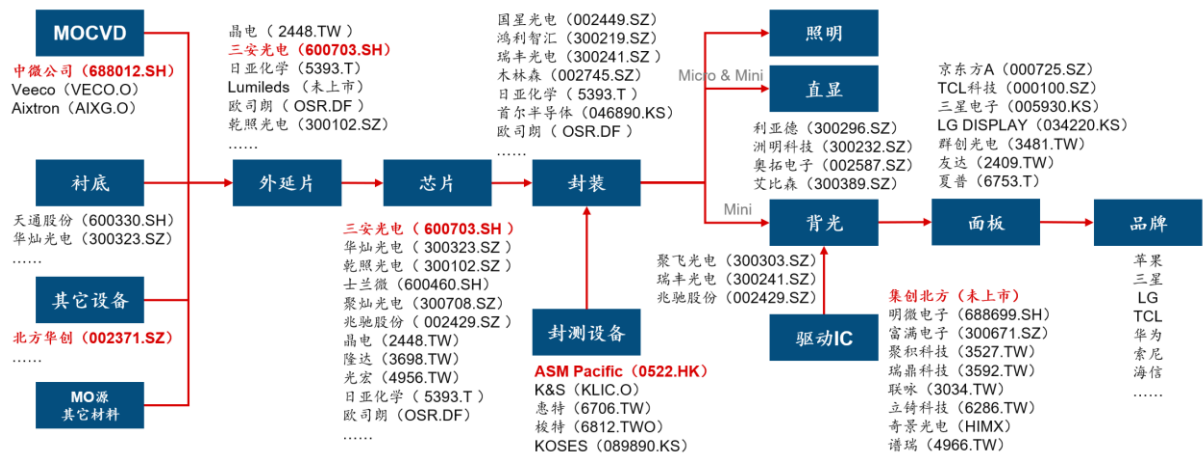 MOCVD
中微公司（688012.SH）
Veeco（VECO.O）
Aixtron（AIXG.O）
衬底
天通股份（600330.SH）
华灿光电（300323.SZ）
……
其它设备
北方华创（002371.SZ）
……
MO源
其它材料
晶电（ 2448.TW）
三安光电（600703.SH）
日亚化学（5393.T）
Lumileds（未上市）
欧司朗（ OSR.DF）
乾照光电（300102.SZ）
……
外延片
芯片
三安光电（ 600703.SH ）
华灿光电（ 300323.SZ ）
乾照光电（ 300102.SZ ）
士兰微（600460.SH）
聚灿光电（300708.SZ）
兆驰股份（ 002429.SZ ）
晶电（2448.TW）
隆达（3698.TW）
光宏（4956.TW）
日亚化学（ 5393.T ）
欧司朗（OSR.DF）
……
国星光电（002449.SZ）
鸿利智汇（300219.SZ）
瑞丰光电（300241.SZ ）
木林森（002745.SZ）
日亚化学（ 5393.T）
首尔半导体（046890.KS）
欧司朗（ OSR.DF）
……
封装
封测设备
ASM Pacific（0522.HK）
K&S（KLIC.O）
惠特（6706.TW）
梭特（6812.TWO）
KOSES（089890.KS）
照明
Micro & Mini
直显
利亚德（300296.SZ）
洲明科技（300232.SZ）
奥拓电子（002587.SZ）
艾比森（300389.SZ）
Mini
背光
聚飞光电（300303.SZ）
瑞丰光电（300241.SZ）
兆驰股份（002429.SZ）
驱动IC
集创北方（未上市）
明微电子（688699.SH）
富满电子（300671.SZ）
聚积科技（3527.TW）
瑞鼎科技（3592.TW）
联咏（3034.TW）
立锜科技（6286.TW）
奇景光电（HIMX）
谱瑞（4966.TW）
京东方A（000725.SZ）
TCL科技（000100.SZ）
三星电子（005930.KS）
LG DISPLAY（034220.KS）
群创光电（3481.TW）
友达（2409.TW）
夏普（6753.T）
面板
品牌
苹果
三星
LG
TCL
华为
索尼
海信
……